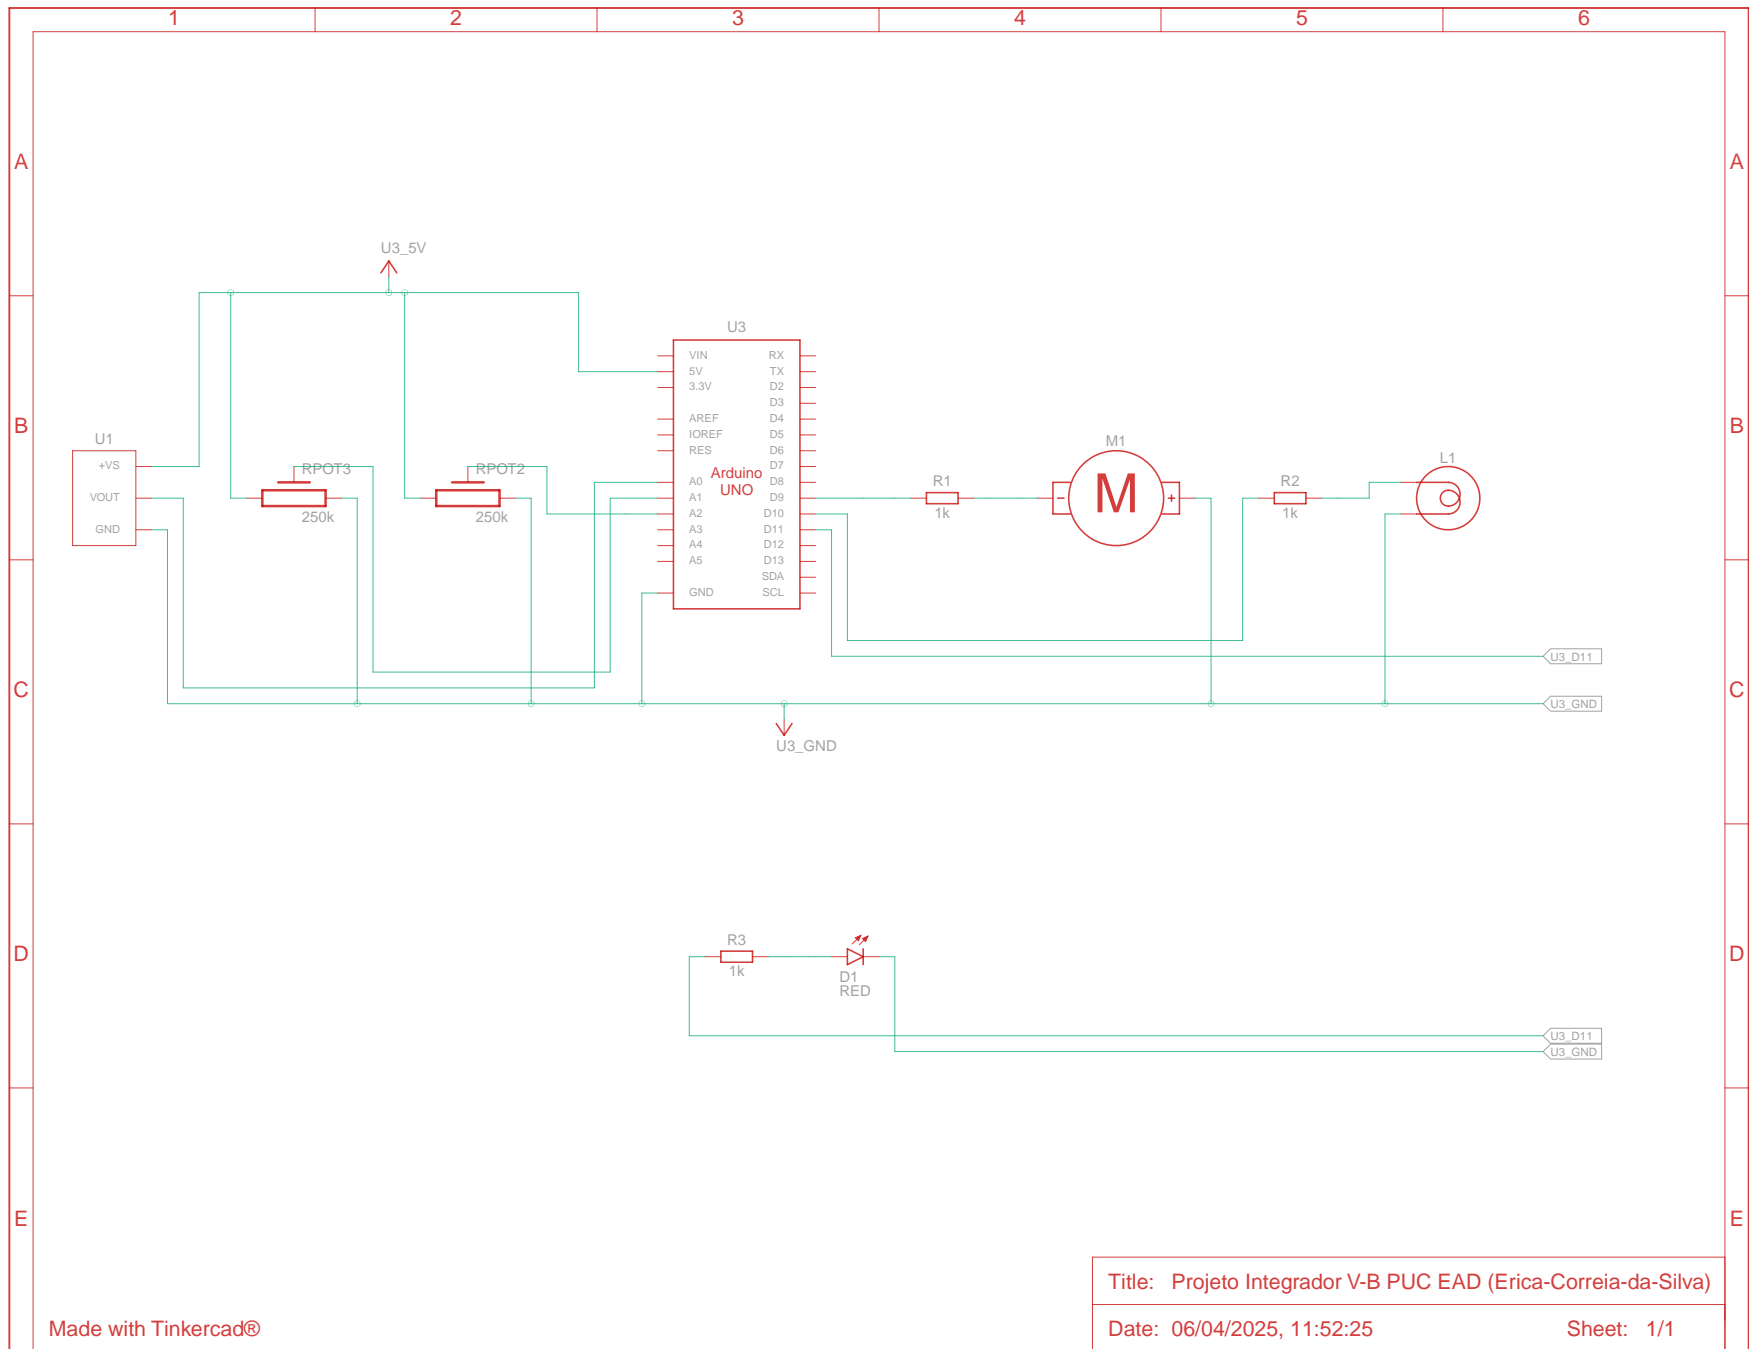 1 2 3 4 5 6
A A
U3_5V
U3
VIN RX
5V TX
3.3V D2
D3
AREF D4
IOREF D5
RES D6
D7
A0 D8
A1 D9
A2 D10
A3 D11
A4 D12
A5 D13
SDA
GND SCL
Arduino
UNO
B B
U1
+VS
VOUT
GND
RPOT3
250k
RPOT2
250k
R1
1k
M1
- M +
R2
1k
L1
U3_D11
C C
U3_GND
U3_GND
D D
R3
1k
D1
RED
U3_D11
U3_GND
E E
Title: Projeto Integrador V-B PUC EAD (Erica-Correia-da-Silva)
Made with Tinkercad®
Date: 06/04/2025, 11:52:25 Sheet: 1/1